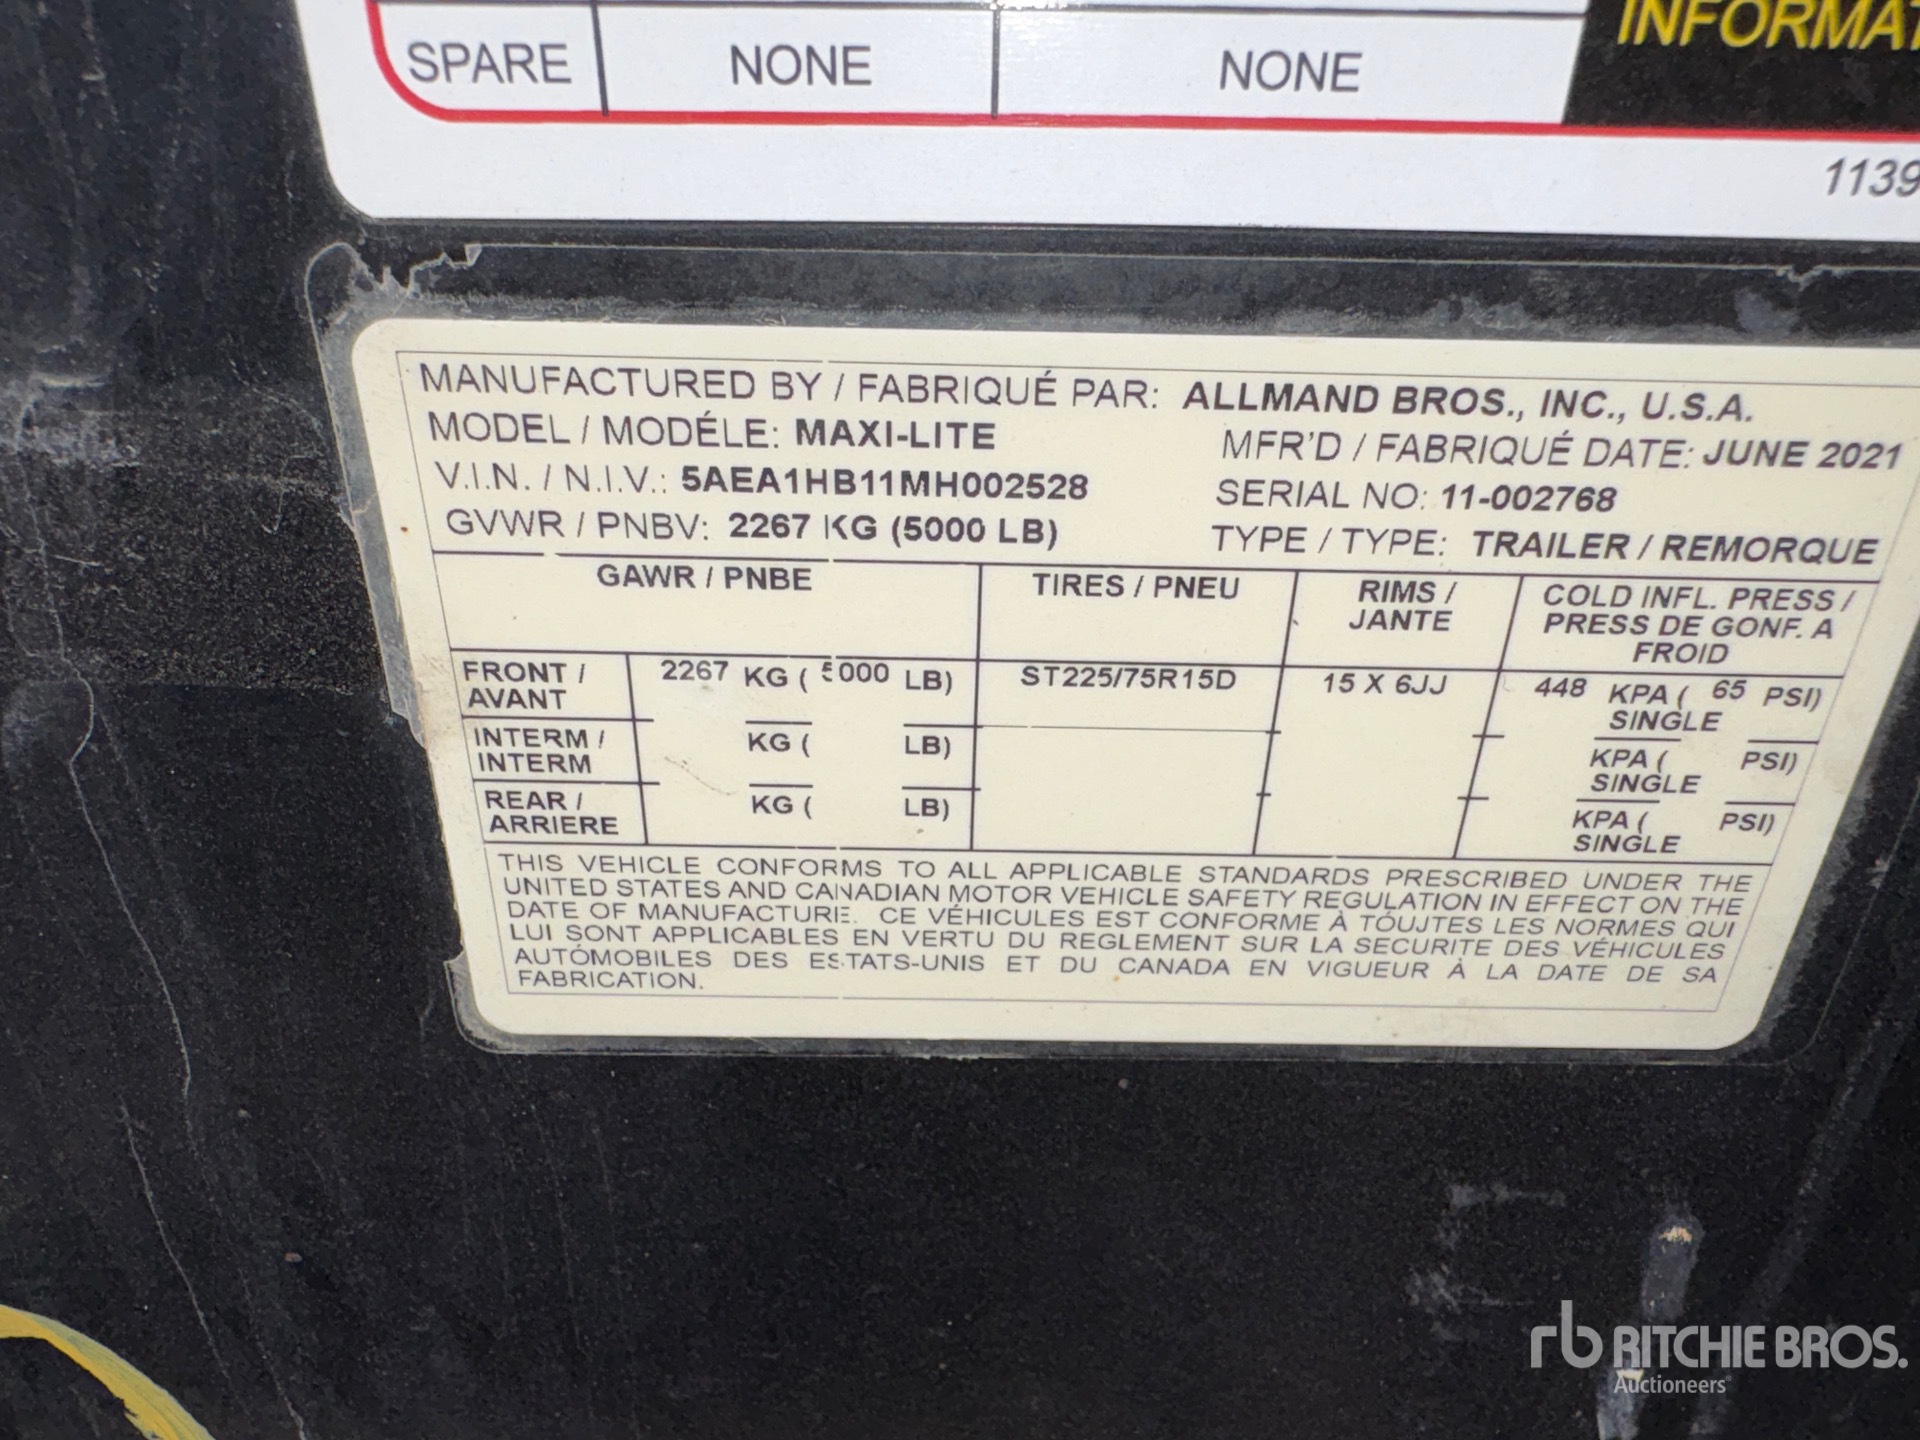 INFORMAT
SPARE NONE NONE
1139
MANUFACTURED BY / FABRIQUÉ PAR: ALLMAND BROS., INC., U.S.A.
MODEL / MODÉLE: MAXI-LITE MFR'D / FABRIQUÉ DATE: JUNE 2021
V.I.N. / N.I.V.: 5AEA1HB11MH002528 SERIAL NO: 11-002768
GVWR / PNBV: 2267 KG (5000 LB) TYPE / TYPE: TRAILER / REMORQUE
GAWR / PNBE TIRES / PNEU RIMS / JANTE COLD INFL. PRESS / PRESS DE GONF. A FROID
FRONT / AVANT 2267 KG ( 5000 LB) ST225/75R15D 15 X 6JJ 448 KPA ( 65 PSI) SINGLE
INTERM / INTERM KG ( LB) KPA ( PSI) SINGLE
REAR / ARRIERE KG ( LB) KPA ( PSI) SINGLE
THIS VEHICLE CONFORMS TO ALL APPLICABLE STANDARDS PRESCRIBED UNDER THE
UNITED STATES AND CANADIAN MOTOR VEHICLE SAFETY REGULATION IN EFFECT ON THE
DATE OF MANUFACTURE. CE VÉHICULES EST CONFORME À TOUJTES LES NORMES QUI
LUI SONT APPLICABLES EN VERTU DU REGLEMENT SUR LA SECURITE DES VÉHICULES
AUTÓMOBILES DES ES.TATS-UNIS ET DU CANADA EN VIGUEUR À LA DATE DE SA
FABRICATION.
rb RITCHIE BROS.
Auctioneers